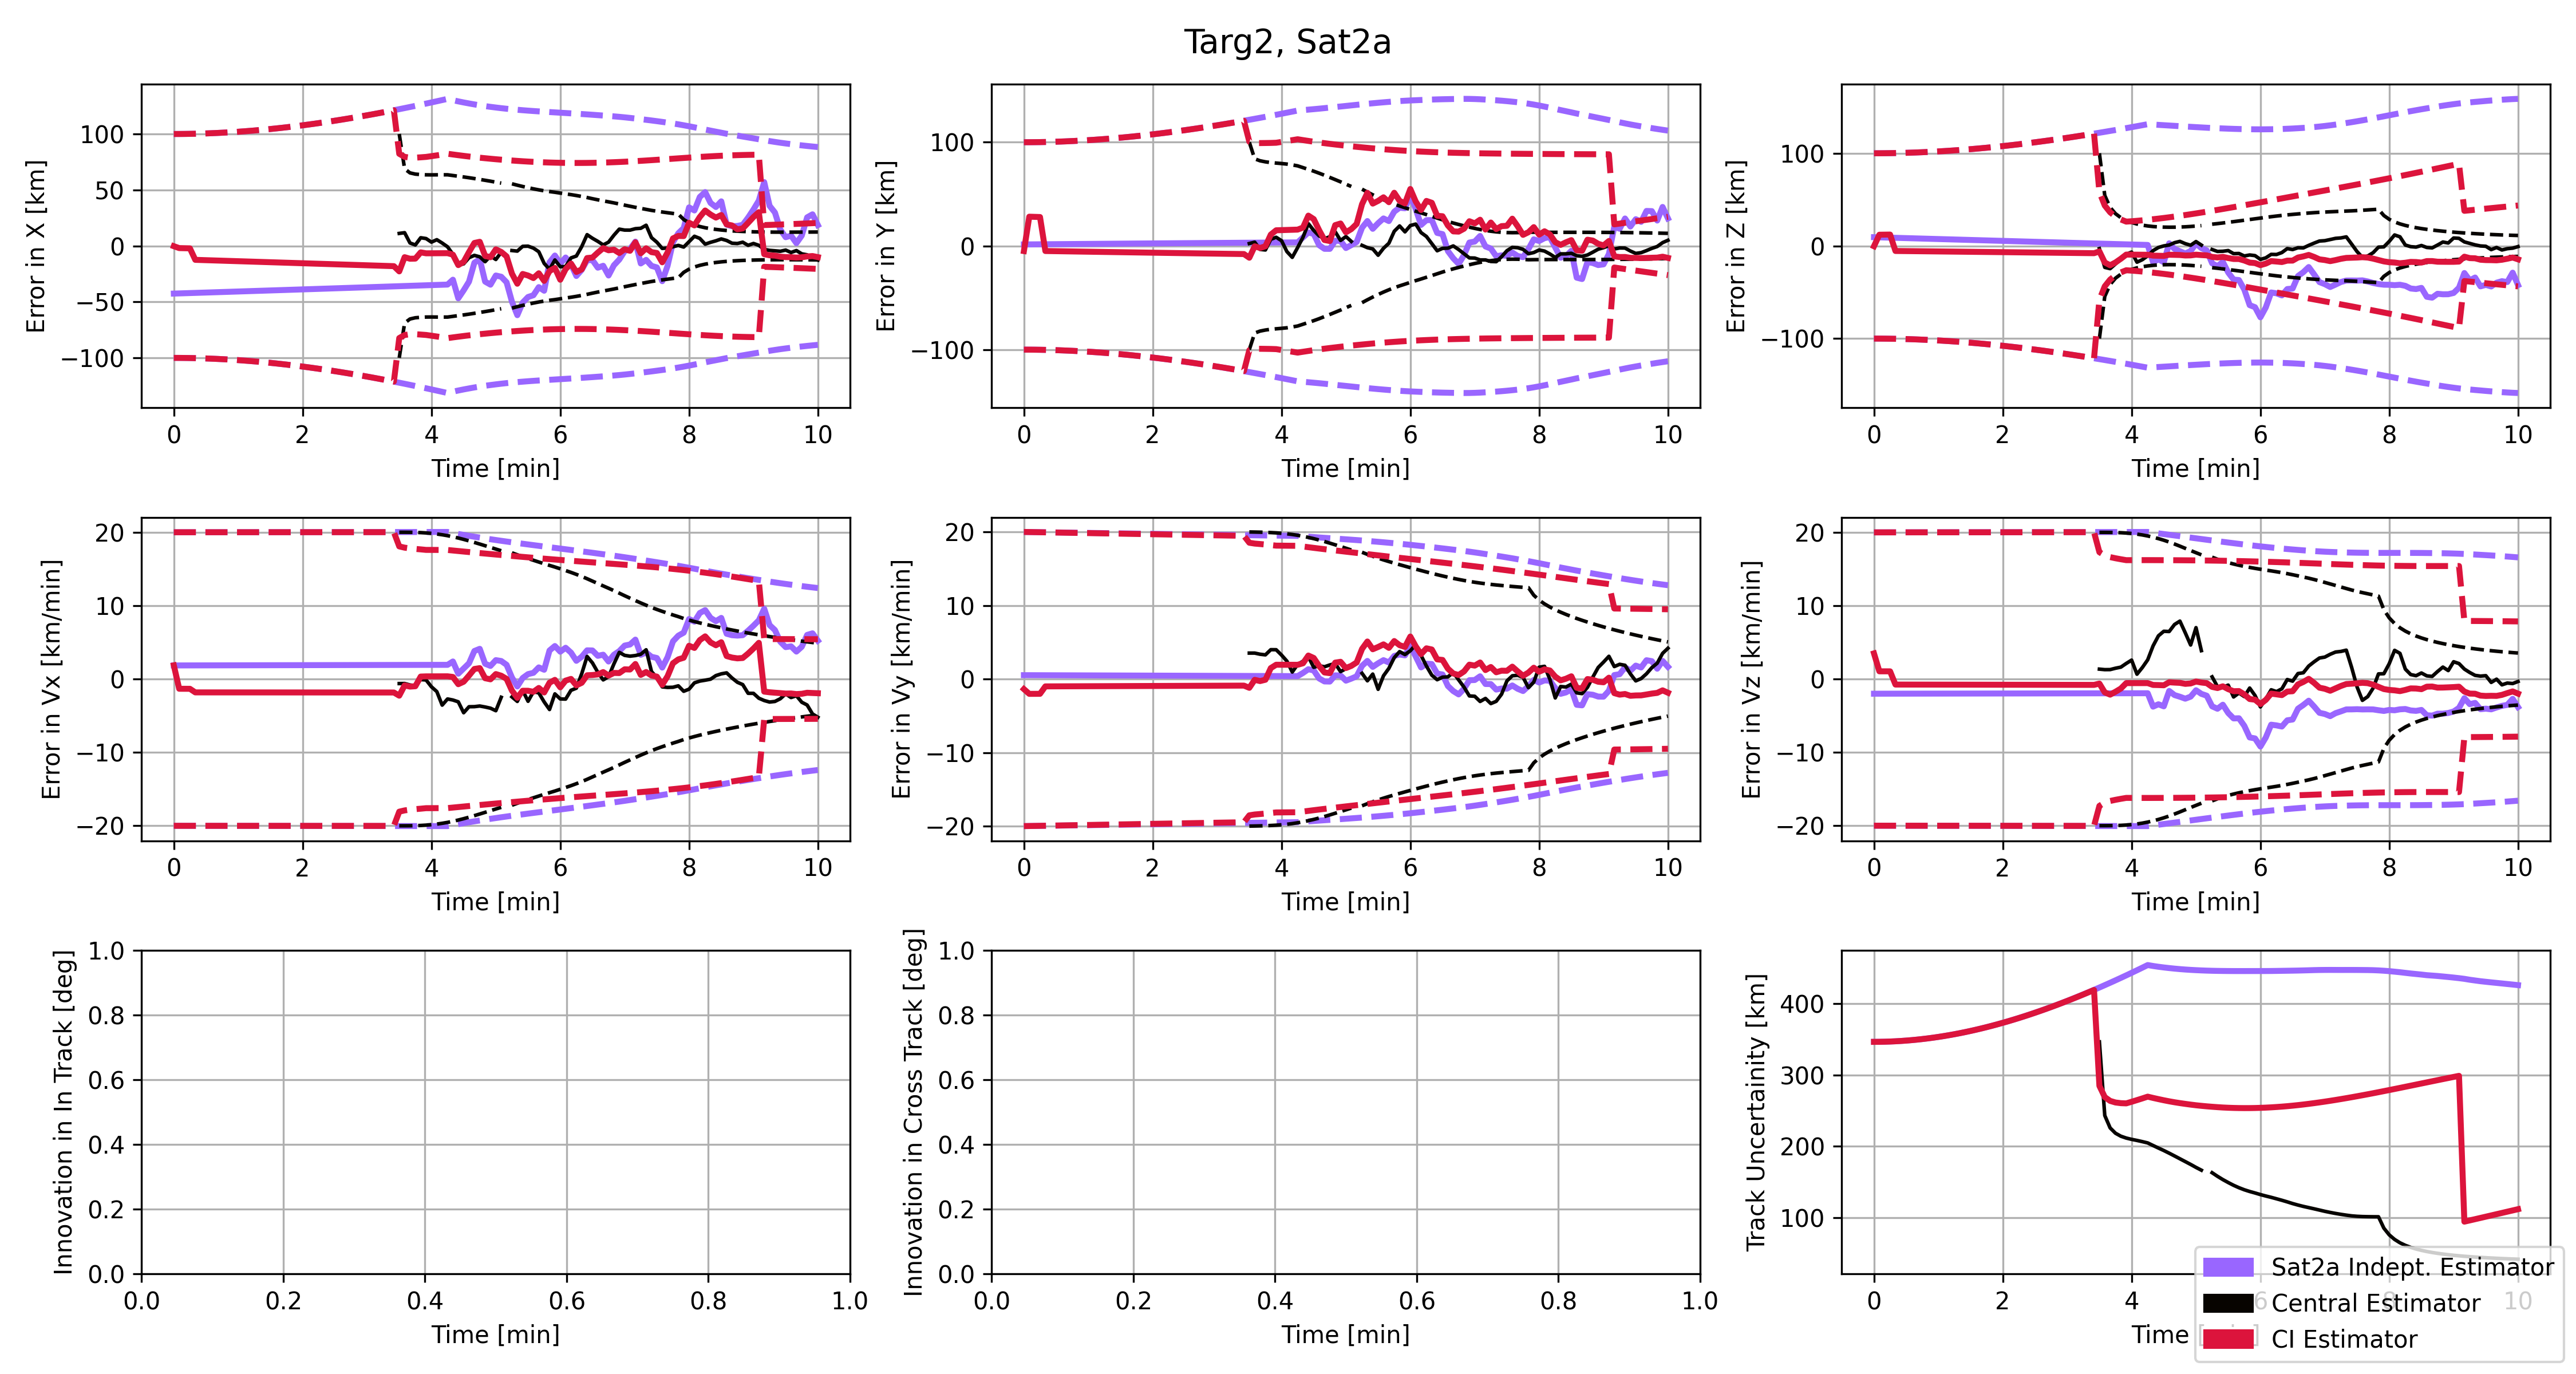 Targ2, Sat2a
Error in X [km]
100
50
0
−50
−100
0 2 4 6 8 10
Time [min]
Error in Y [km]
100
0
−100
0 2 4 6 8 10
Time [min]
Error in Z [km]
100
0
−100
0 2 4 6 8 10
Time [min]
Error in Vx [km/min)
20
10
0
−10
−20
0 2 4 6 8 10
Time [min]
Error in Vy [km/min)
20
10
0
−10
−20
0 2 4 6 8 10
Time [min]
Error in Vz [km/min)
20
10
0
−10
−20
0 2 4 6 8 10
Time [min]
Innovation in In Track [deg]
1.0
0.8
0.6
0.4
0.2
0.0
0.0 0.2 0.4 0.6 0.8 1.0
Time [min]
Innovation in Cross Track [deg]
1.0
0.8
0.6
0.4
0.2
0.0
0.0 0.2 0.4 0.6 0.8 1.0
Time [min]
Track Uncertainity [km]
400
300
200
100
0 2 4 6 8 10
Time
Sat2a Indept. Estimator
Central Estimator
CI Estimator